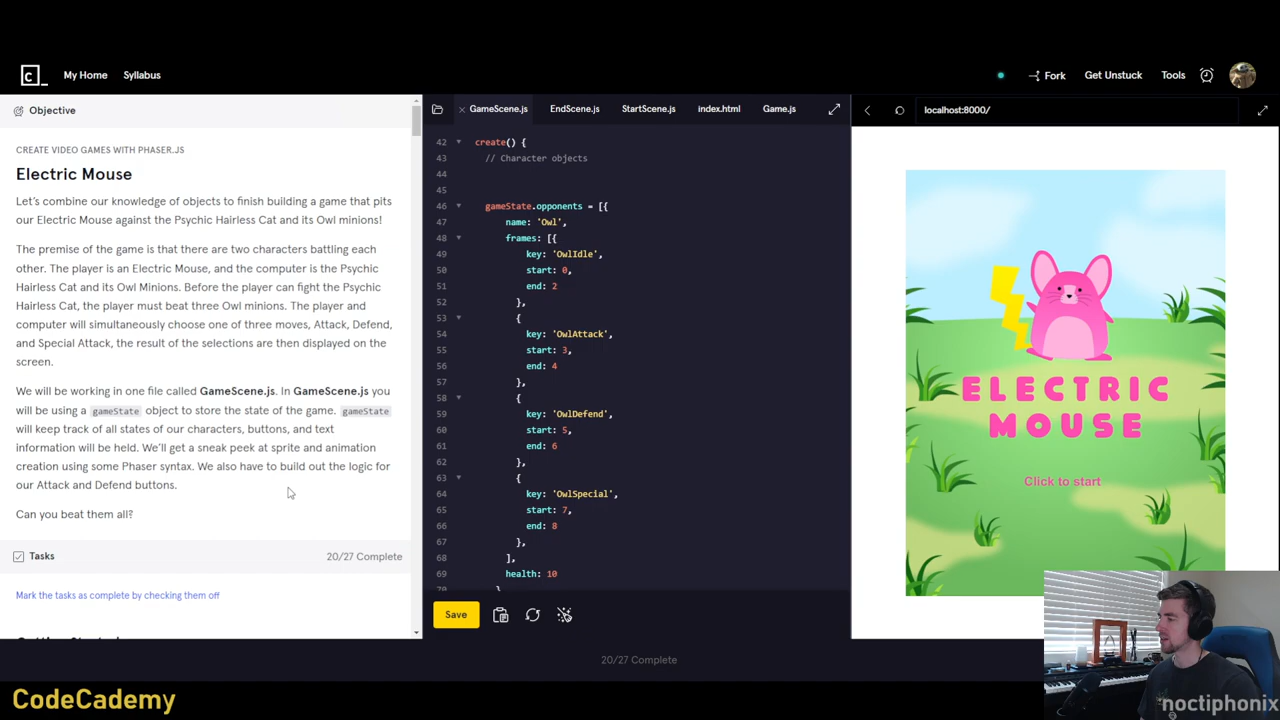 c_
My Home
Syllabus
Fork
Get Unstuck
Tools
Objective
CREATE VIDEO GAMES WITH PHASER.JS
Electric Mouse
Let's combine our knowledge of objects to finish building a game that pits
our Electric Mouse against the Psychic Hairless Cat and its Owl minions!
The premise of the game is that there are two characters battling each
other. The player is an Electric Mouse, and the computer is the Psychic
Hairless Cat and its Owl Minions. Before the player can fight the Psychic
Hairless Cat, the player must beat three Owl minions. The player and
computer will simultaneously choose one of three moves, Attack, Defend,
and Special Attack, the result of the selections are then displayed on the
screen.
We will be working in one file called GameScene.js. In GameScene.js you
will be using a gameState object to store the state of the game. gameState
will keep track of all states of our characters, buttons, and text
information will be held. We'll get a sneak peek at sprite and animation
creation using some Phaser syntax. We also have to build out the logic for
our Attack and Defend buttons.
Can you beat them all?
Tasks
20/27 Complete
Mark the tasks as complete by checking them off
GameScene.js
EndScene.js
StartScene.js
index.html
Game.js
42 create() {
43 // Character objects
44
45
46 gameState.opponents = [{
47 name: 'Owl',
48 frames: [{
49 key: 'OwlIdle',
50 start: 0,
51 end: 2
52 },
53 {
54 key: 'OwlAttack',
55 start: 3,
56 end: 4
57 },
58 {
59 key: 'OwlDefend',
60 start: 5,
61 end: 6
62 },
63 {
64 key: 'OwlSpecial',
65 start: 7,
66 end: 8
67 },
68 ],
69 health: 10
70 }
Save
20/27 Complete
localhost:8000/
ELECTRIC
MOUSE
Click to start
CodeCademy
noctiphonix